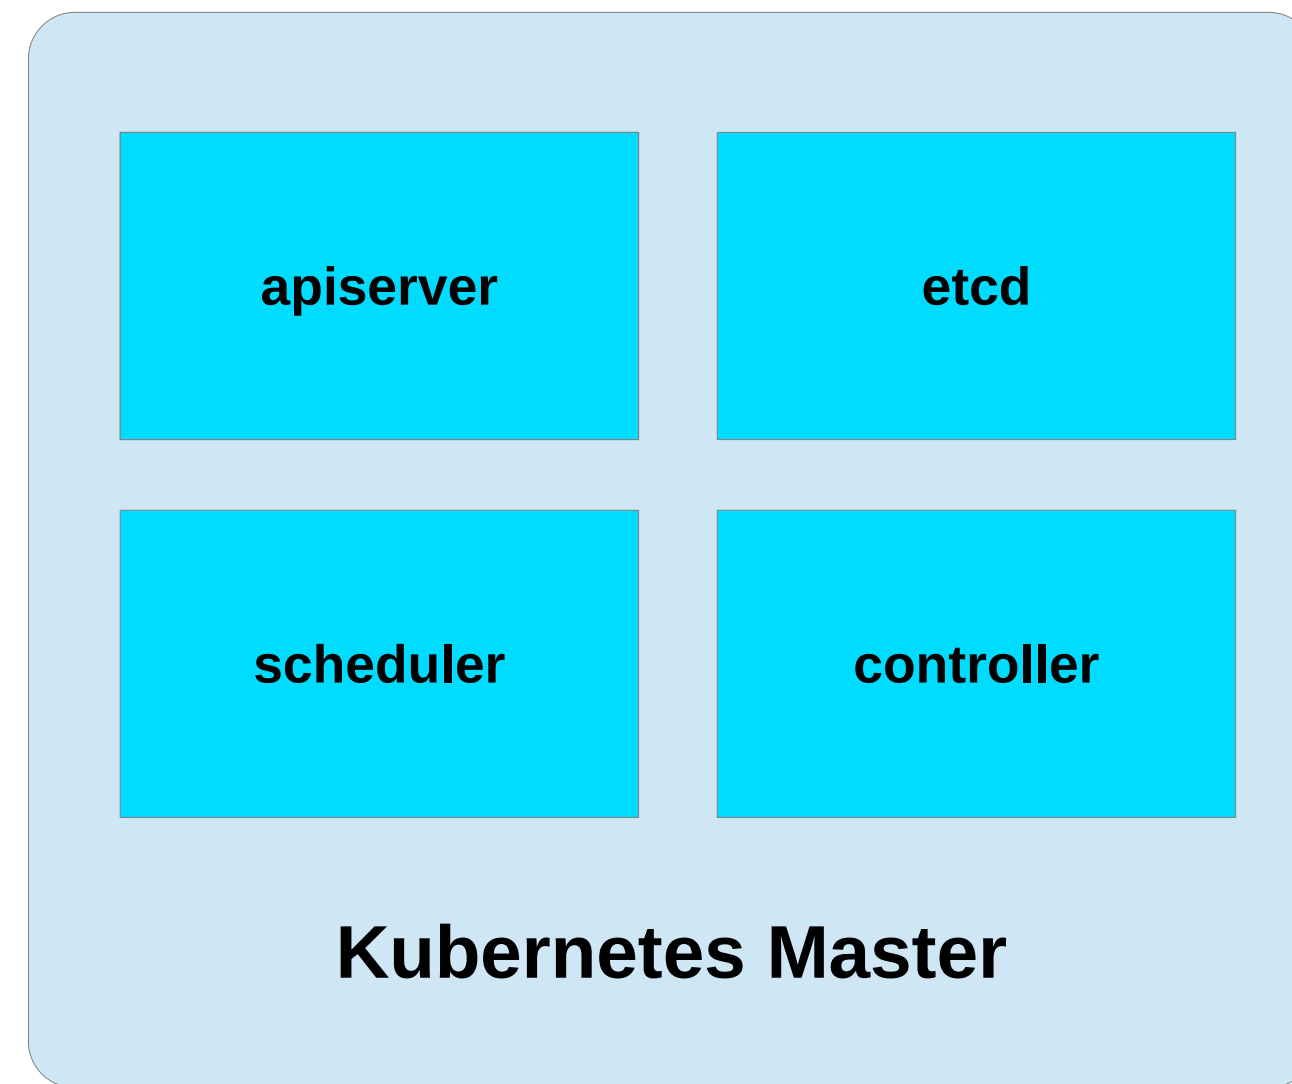 apiserver
etcd
scheduler
controller
Kubernetes Master